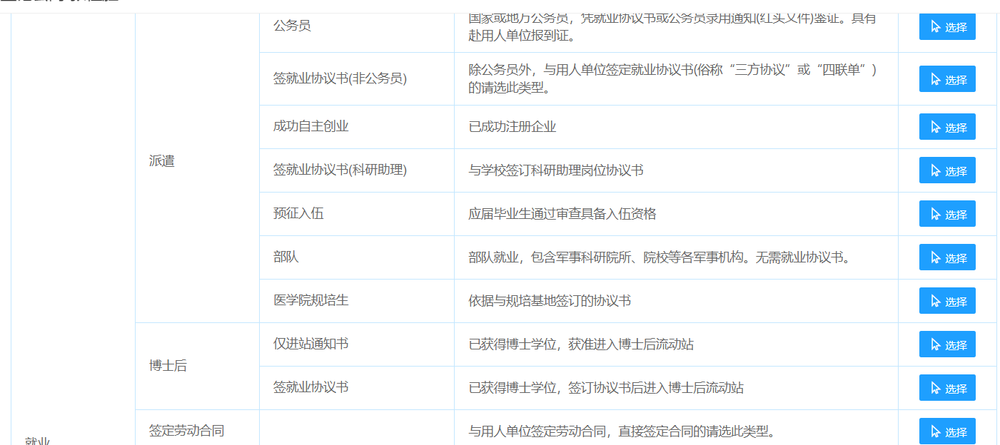 公务员
国家或地方公务员，凭就业协议书或公务员录用通知(红头文件)鉴证。具有
赴用人单位报到证。
选择
签就业协议书(非公务员)
除公务员外，与用人单位签定就业协议书(俗称“三方协议”或“四联单”)
的请选此类型。
选择
成功自主创业
已成功注册企业
选择
派遣
签就业协议书(科研助理)
与学校签订科研助理岗位协议书
选择
预征入伍
应届毕业生通过审查具备入伍资格
选择
部队
部队就业，包含军事科研院所、院校等各军事机构。无需就业协议书。
选择
医学院规培生
依据与规培基地签订的协议书
选择
博士后
仅进站通知书
已获得博士学位，获准进入博士后流动站
选择
签就业协议书
已获得博士学位，签订协议书后进入博士后流动站
选择
就业
签定劳动合同
与用人单位签定劳动合同，直接签定合同的请选此类型。
选择